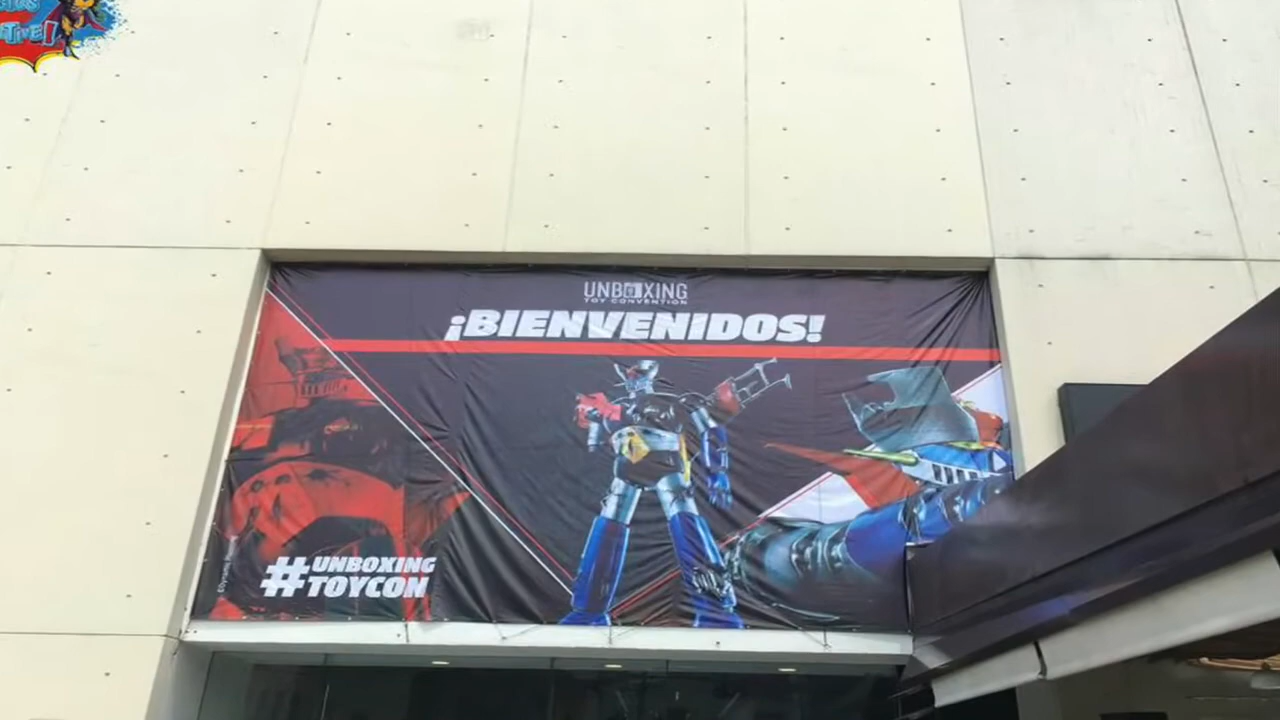 UNBOXING
TOY CONVENTION
¡BIENVENIDOS!
#UNBOXING
TOYCON